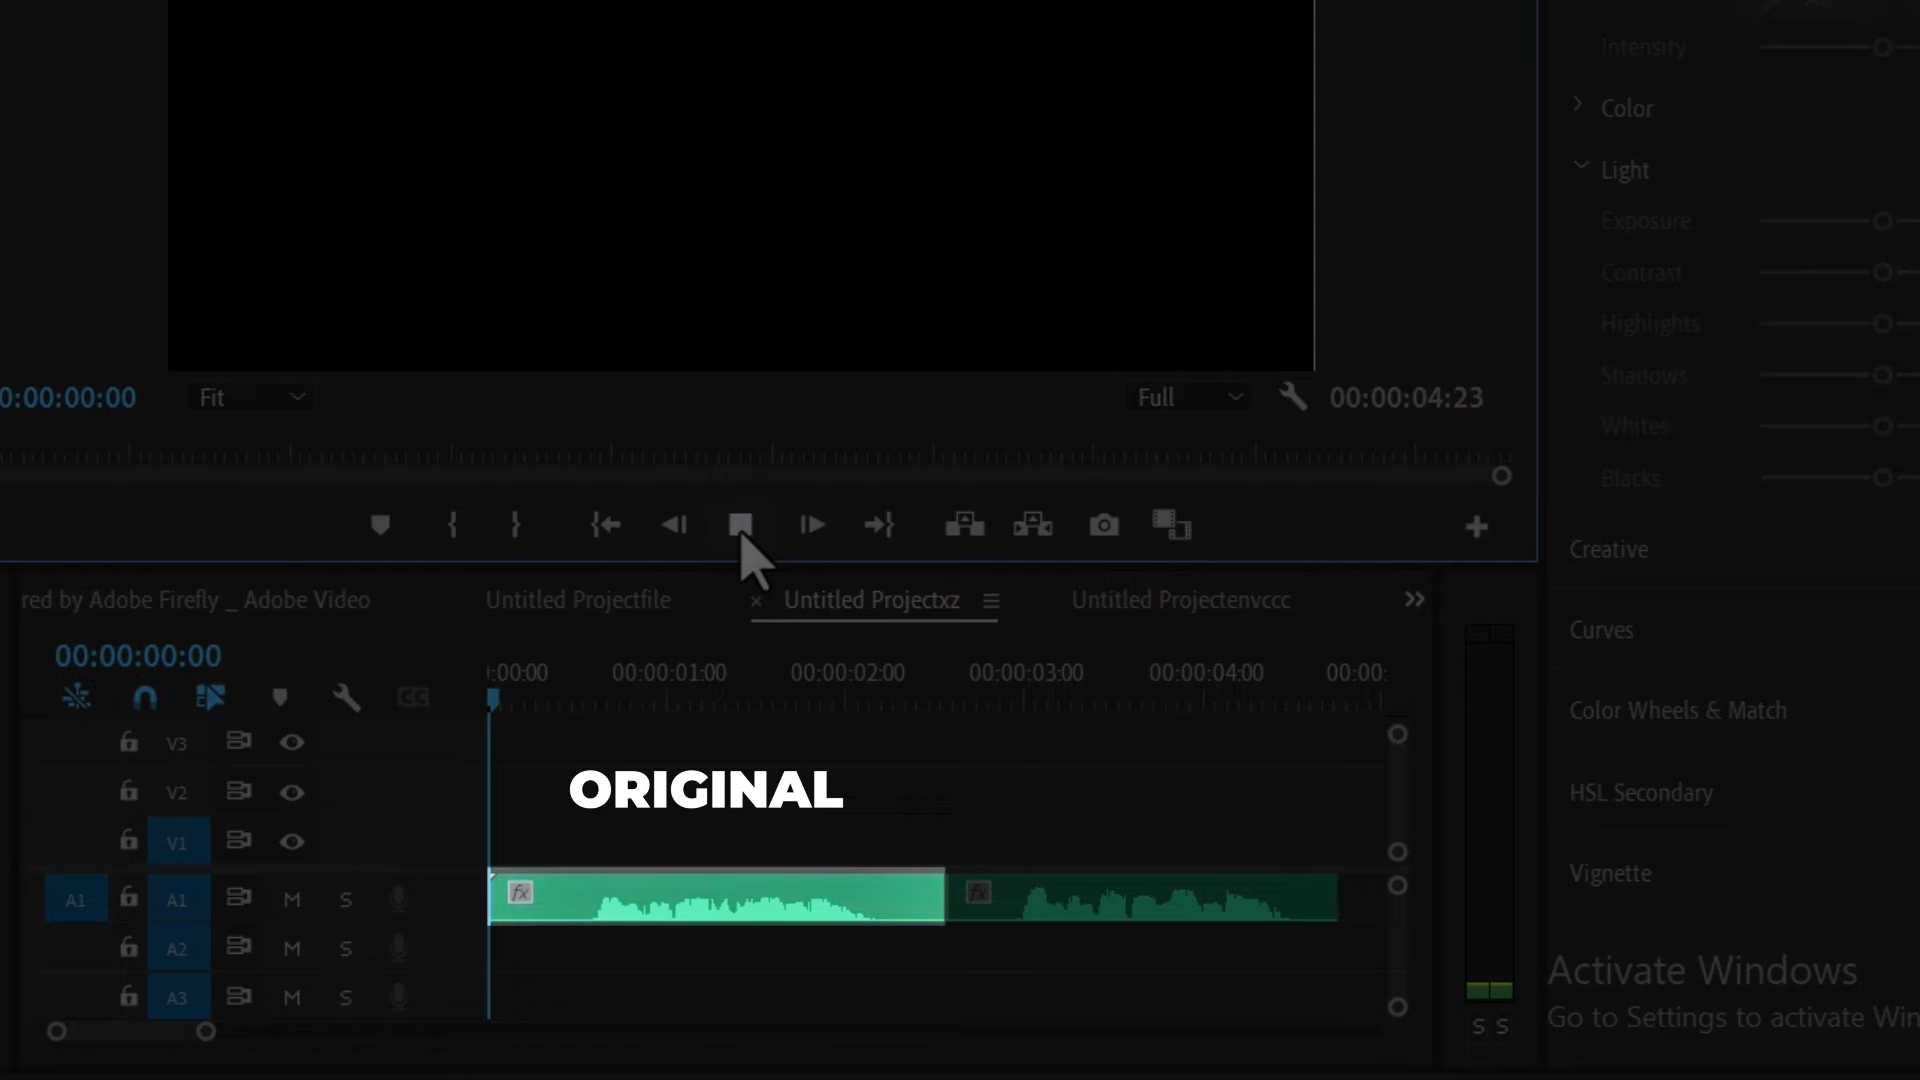 Intensity
Color
Light
Exposure
Contrast
Highlights
Shadows
Whites
Blacks
0:00:00:00
Fit
Full
00:00:04:23
Creative
red by Adobe Firefly _ Adobe Video
Untitled Projectfile
× Untitled Projectxz
Untitled Projectenvccc
Curves
00:00:00:00
:00:00
00:00:01:00
00:00:02:00
00:00:03:00
00:00:04:00
00:00:
CC
Color Wheels & Match
V3
V2
ORIGINAL
HSL Secondary
V1
Vignette
A1 A1 M S
fx
fx
A2 M S
A3 M S
Activate Windows
Go to Settings to activate Win
S S